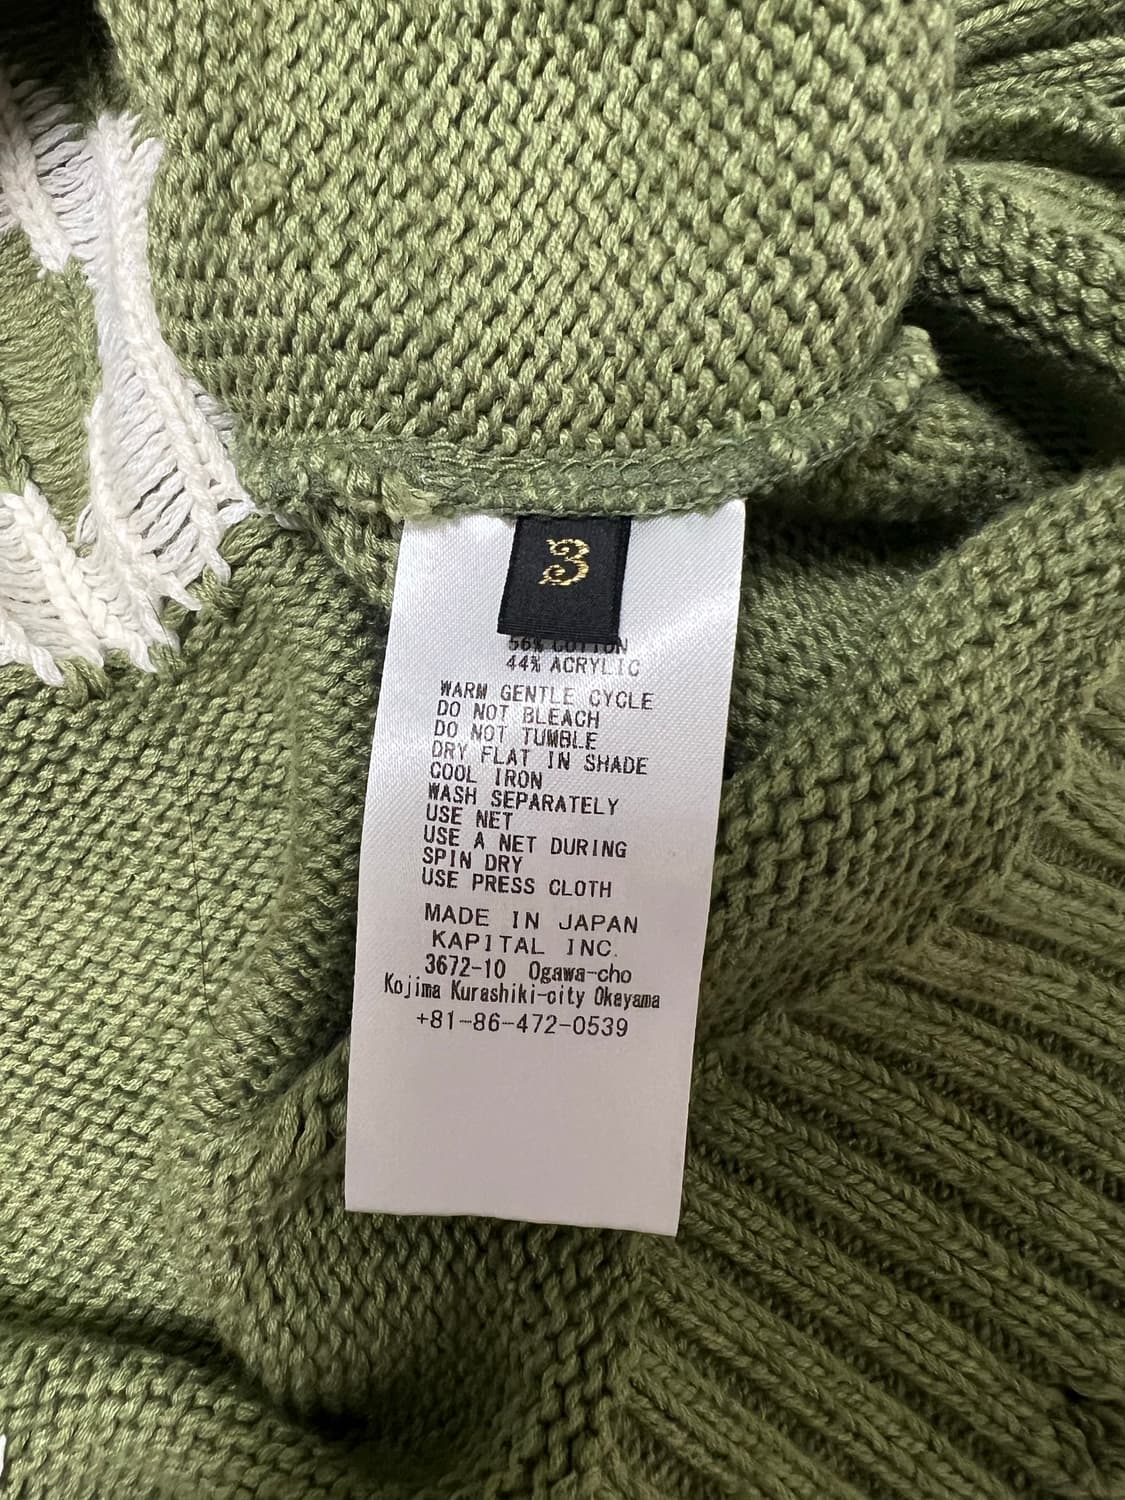 3
56% COTTON
44% ACRYLIC
WARM GENTLE CYCLE
DO NOT BLEACH
DO NOT TUMBLE
DRY FLAT IN SHADE
COOL IRON
WASH SEPARATELY
USE NET
USE A NET DURING
SPIN DRY
USE PRESS CLOTH
MADE IN JAPAN
KAPITAL INC.
3672-10 Ogawa-cho
Kojima Kurashiki-city Okayama
+81-86-472-0539